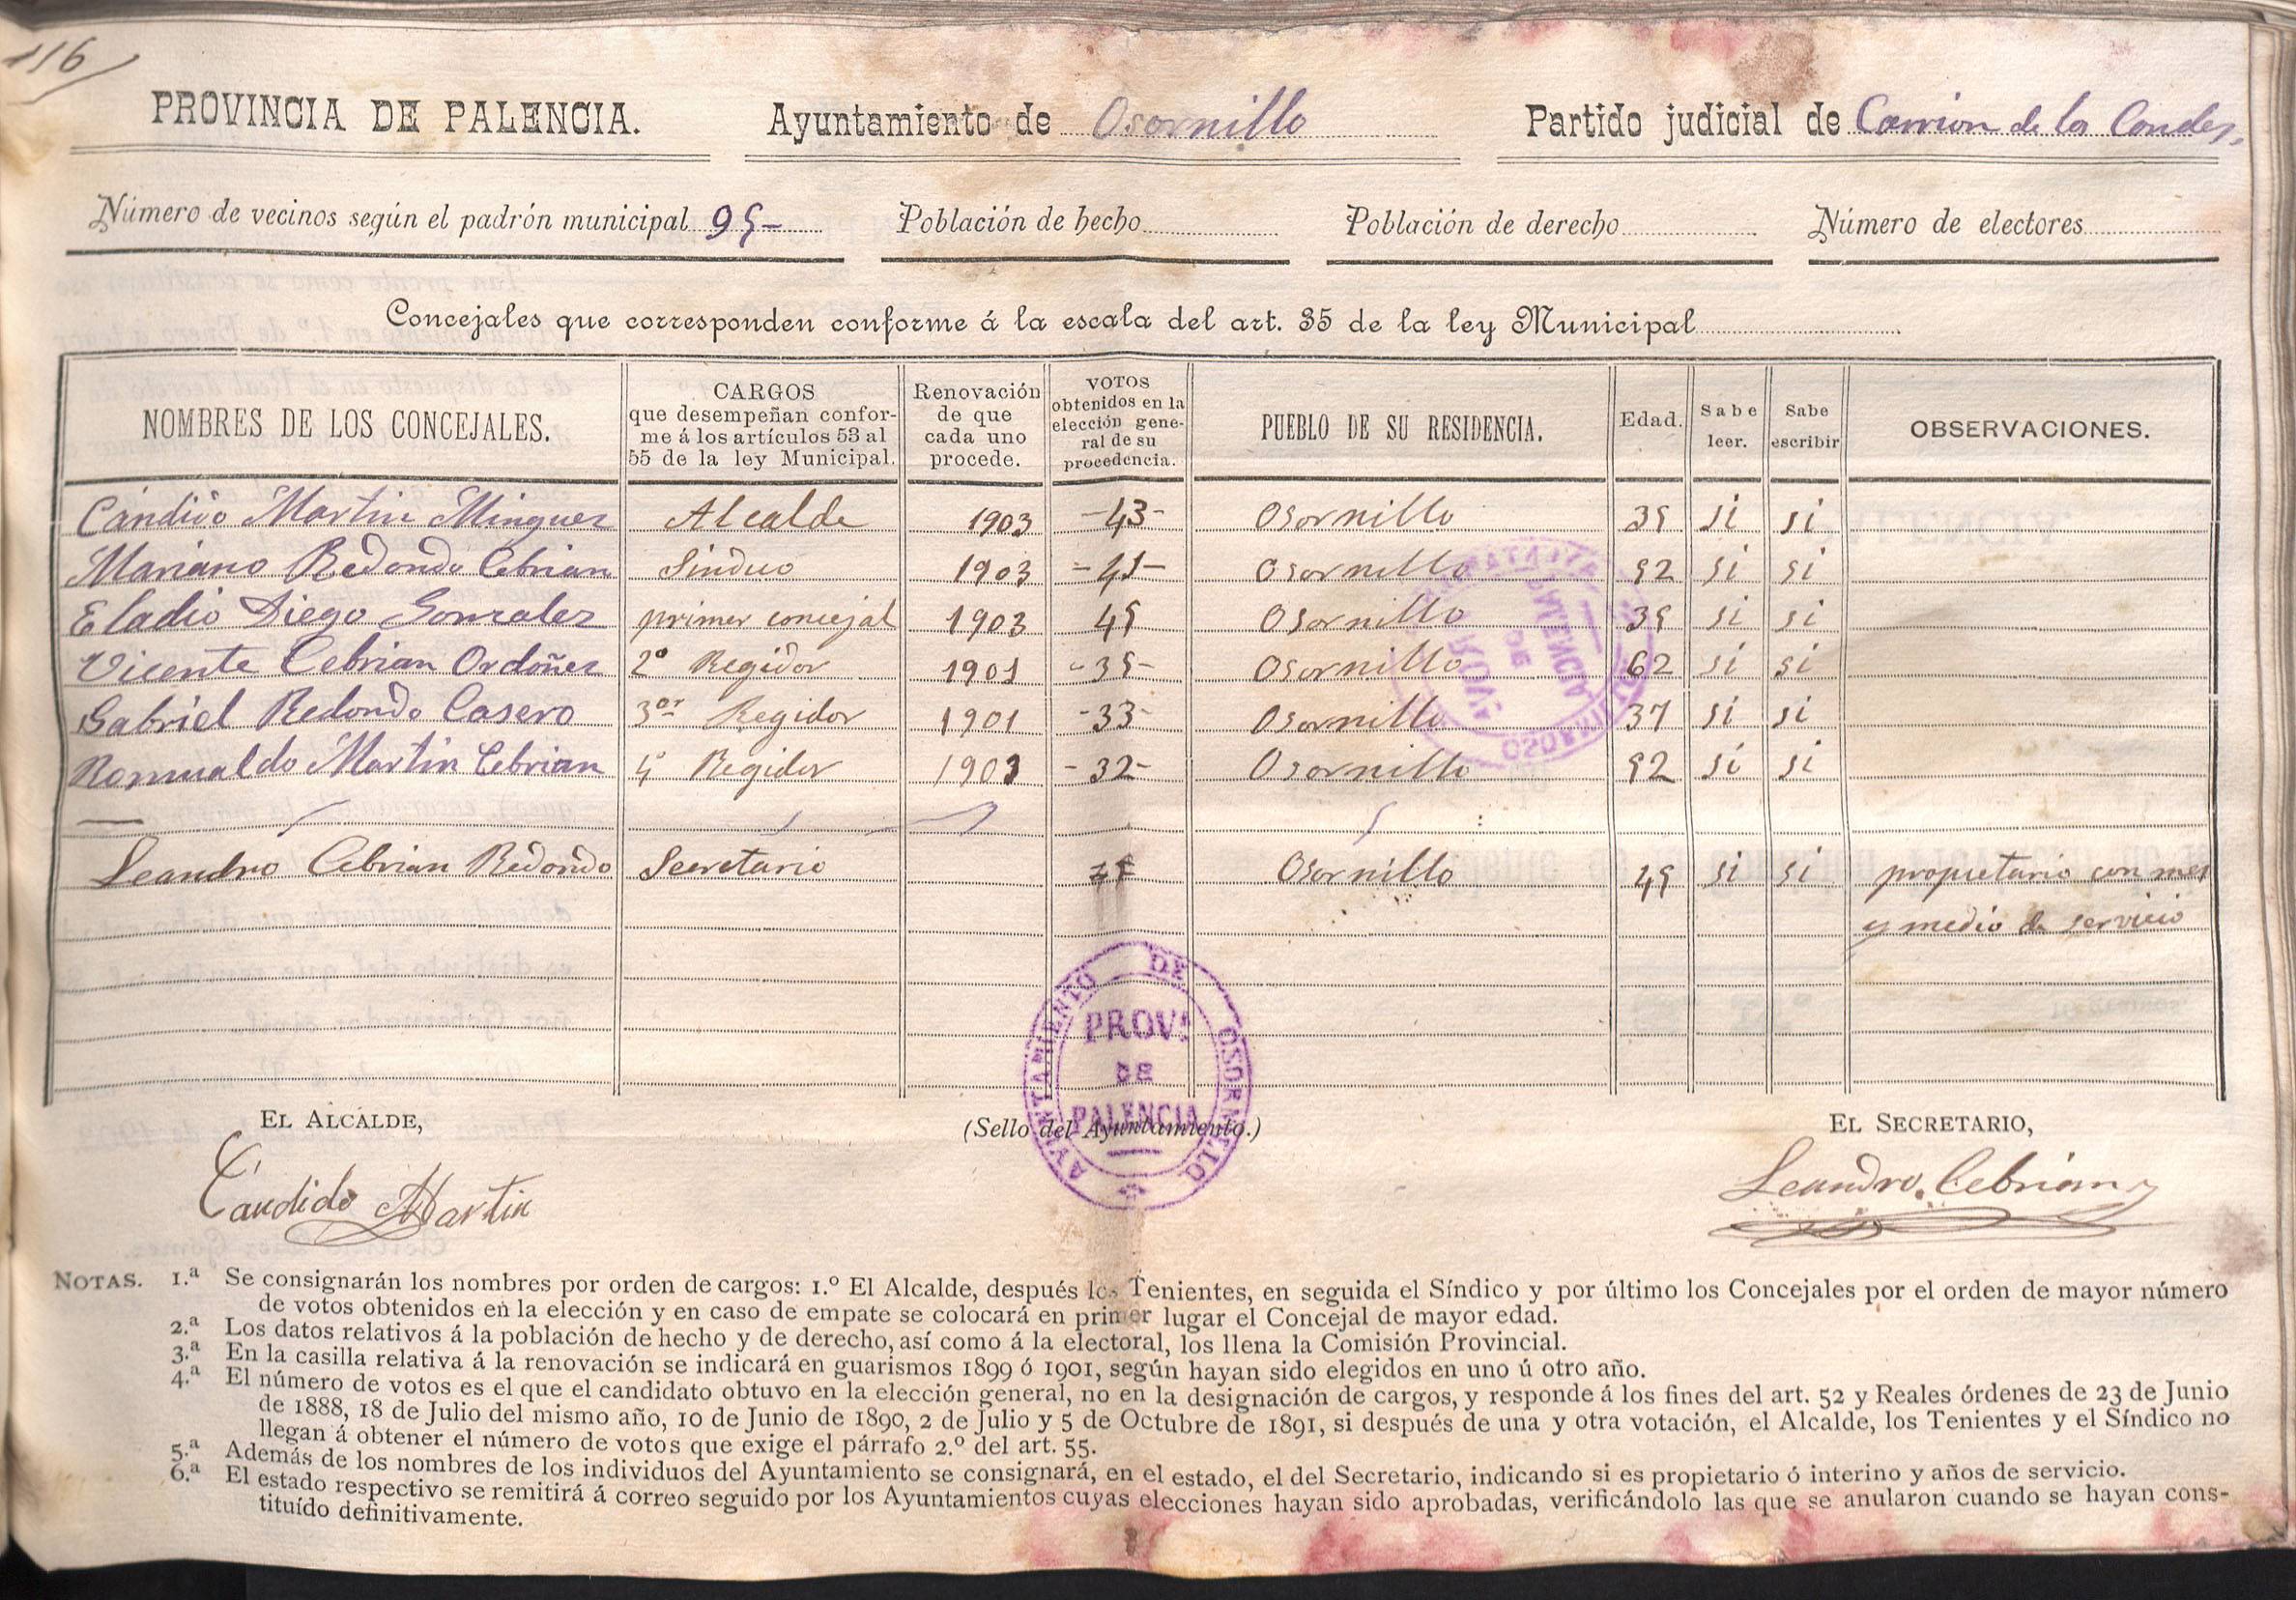 116
PROVINCIA DE PALENCIA. Ayuntamiento de Osornillo Partido judicial de Carrion de los Condes,
Número de vecinos según el padrón municipal 95- Población de hecho Población de derecho Número de electores
Concejales que corresponden conforme á la escala del art. 35 de la ley Municipal
NOMBRES DE LOS CONCEJALES. CARGOS que desempeñan conforme á los artículos 53 al 55 de la ley Municipal. Renovación de que cada uno procede. VOTOS obtenidos en la elección general de su procedencia. PUEBLO DE SU RESIDENCIA. Edad. Sabe leer. Sabe escribir OBSERVACIONES.
Cándido Martin Minguez Alcalde 1903 -43- Osornillo 35 si si
Mariano Redondo Cebrian Sindico 1903 -41- Osornillo 52 si si
Eladio Diego Gonzalez primer concejal 1903 45 Osornillo 35 si si
Vicente Cebrian Ordoñez 2º Regidor 1901 -35- Osornillo 62 si si
Gabriel Redondo Casero 3er Regidor 1901 -33- Osornillo 37 si si
Romualdo Martin Cebrian 4º Regidor 1903 -32- Osornillo 52 si si
Leandro Cebrian Redondo Secretario Osornillo 45 si si propietario con mes
y medio de servicio
AYUNTAMIENTO DE OSORNILLO
PROV.
DE
PALENCIA
EL ALCALDE, (Sello del Ayuntamiento.) EL SECRETARIO,
Cándido Martin Leandro Cebrian
NOTAS. 1.ª Se consignarán los nombres por orden de cargos: 1.º El Alcalde, después los Tenientes, en seguida el Síndico y por último los Concejales por el orden de mayor número
de votos obtenidos en la elección y en caso de empate se colocará en primer lugar el Concejal de mayor edad.
2.ª Los datos relativos á la población de hecho y de derecho, así como á la electoral, los llena la Comisión Provincial.
3.ª En la casilla relativa á la renovación se indicará en guarismos 1899 ó 1901, según hayan sido elegidos en uno ú otro año.
4.ª El número de votos es el que el candidato obtuvo en la elección general, no en la designación de cargos, y responde á los fines del art. 52 y Reales órdenes de 23 de Junio
de 1888, 18 de Julio del mismo año, 10 de Junio de 1890, 2 de Julio y 5 de Octubre de 1891, si después de una y otra votación, el Alcalde, los Tenientes y el Síndico no
llegan á obtener el número de votos que exige el párrafo 2.º del art. 55.
5.ª Además de los nombres de los individuos del Ayuntamiento se consignará, en el estado, el del Secretario, indicando si es propietario ó interino y años de servicio.
6.ª El estado respectivo se remitirá á correo seguido por los Ayuntamientos cuyas elecciones hayan sido aprobadas, verificándolo las que se anularon cuando se hayan cons-
tituído definitivamente.